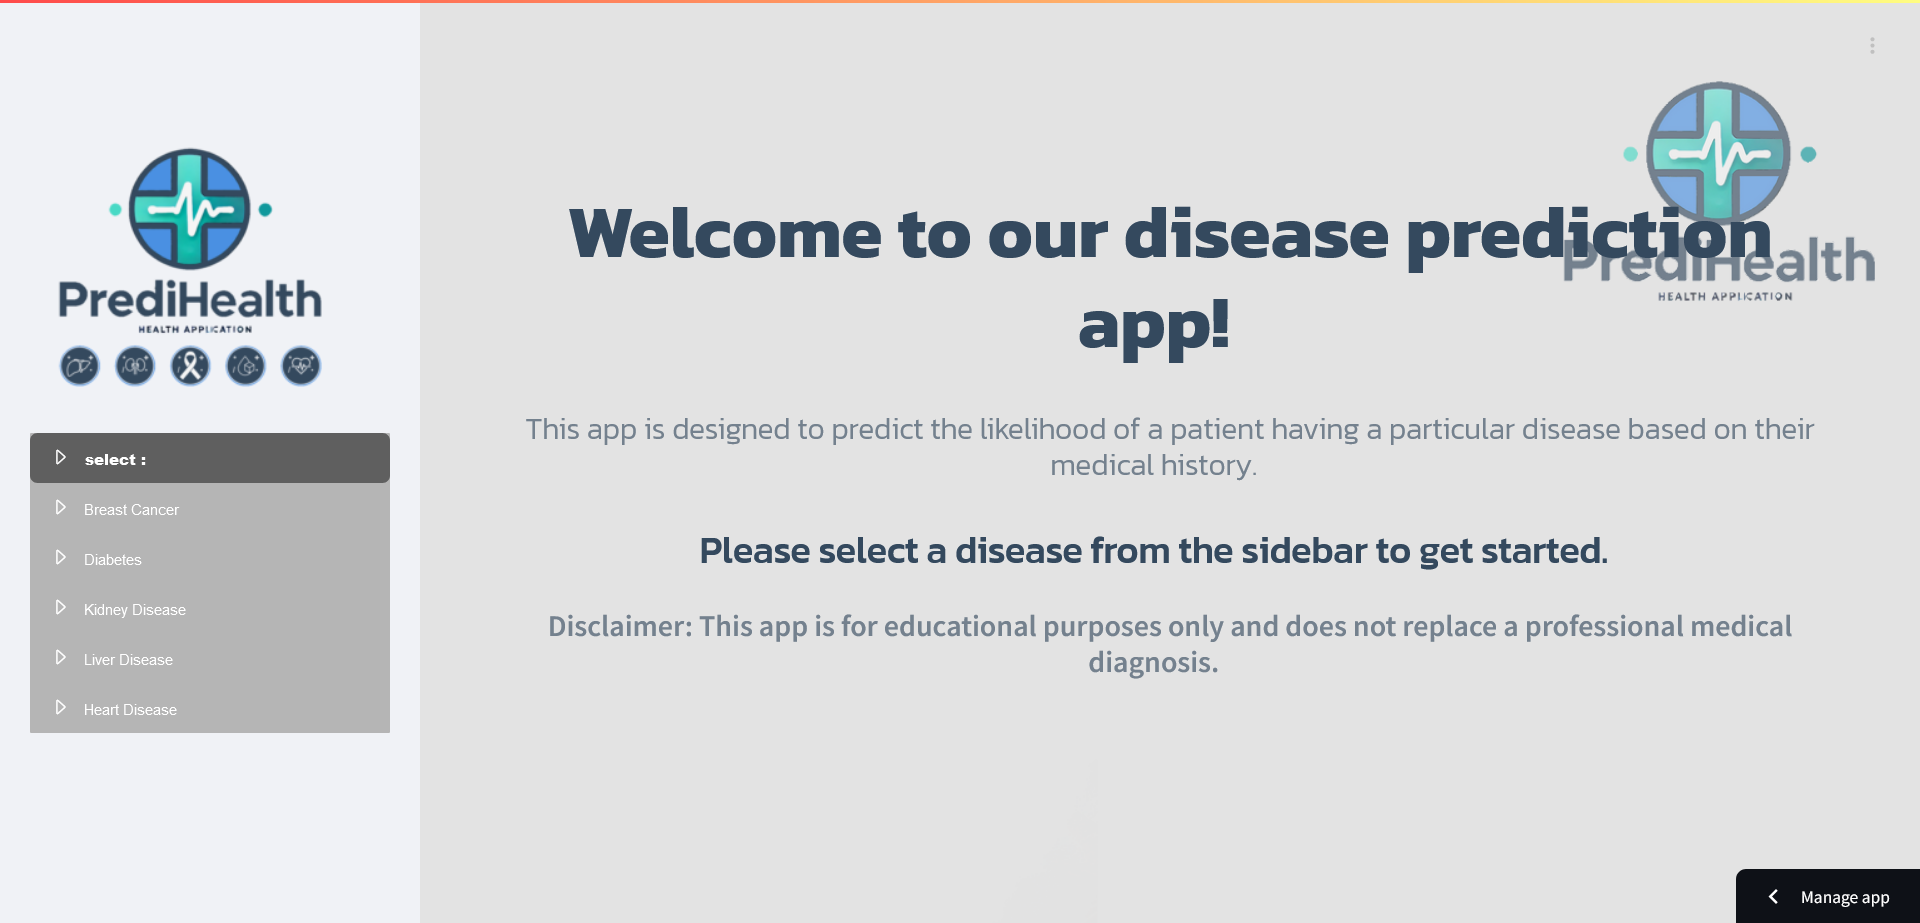 PrediHealth
HEALTH APPLICATION
select :
Breast Cancer
Diabetes
Kidney Disease
Liver Disease
Heart Disease
Welcome to our disease prediction
app!
PrediHealth
HEALTH APPLICATION
This app is designed to predict the likelihood of a patient having a particular disease based on their
medical history.
Please select a disease from the sidebar to get started.
Disclaimer: This app is for educational purposes only and does not replace a professional medical
diagnosis.
Manage app